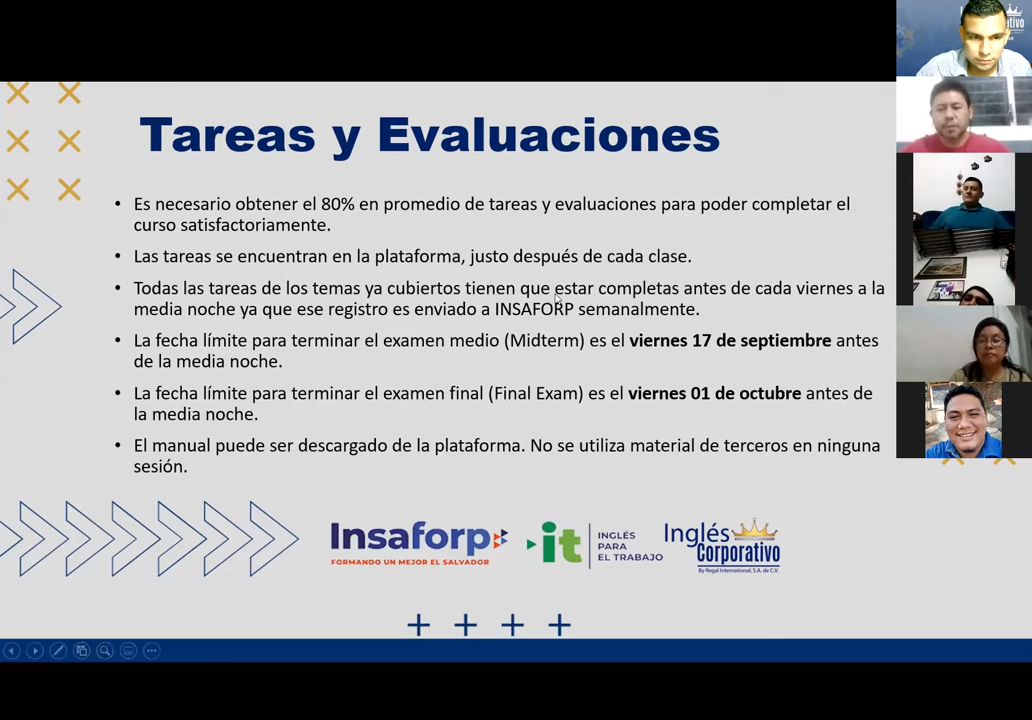 Tareas y Evaluaciones
• Es necesario obtener el 80% en promedio de tareas y evaluaciones para poder completar el
curso satisfactoriamente.
• Las tareas se encuentran en la plataforma, justo después de cada clase.
• Todas las tareas de los temas ya cubiertos tienen que estar completas antes de cada viernes a la
media noche ya que ese registro es enviado a INSAFORP semanalmente.
• La fecha límite para terminar el examen medio (Midterm) es el viernes 17 de septiembre antes
de la media noche.
• La fecha límite para terminar el examen final (Final Exam) es el viernes 01 de octubre antes de
la media noche.
• El manual puede ser descargado de la plataforma. No se utiliza material de terceros en ninguna
sesión.
Insaforp
FORMANDO UN MEJOR EL SALVADOR
it
INGLÉS
PARA
EL TRABAJO
Inglés
Corporativo
By Regal International, S.A. de C.V.